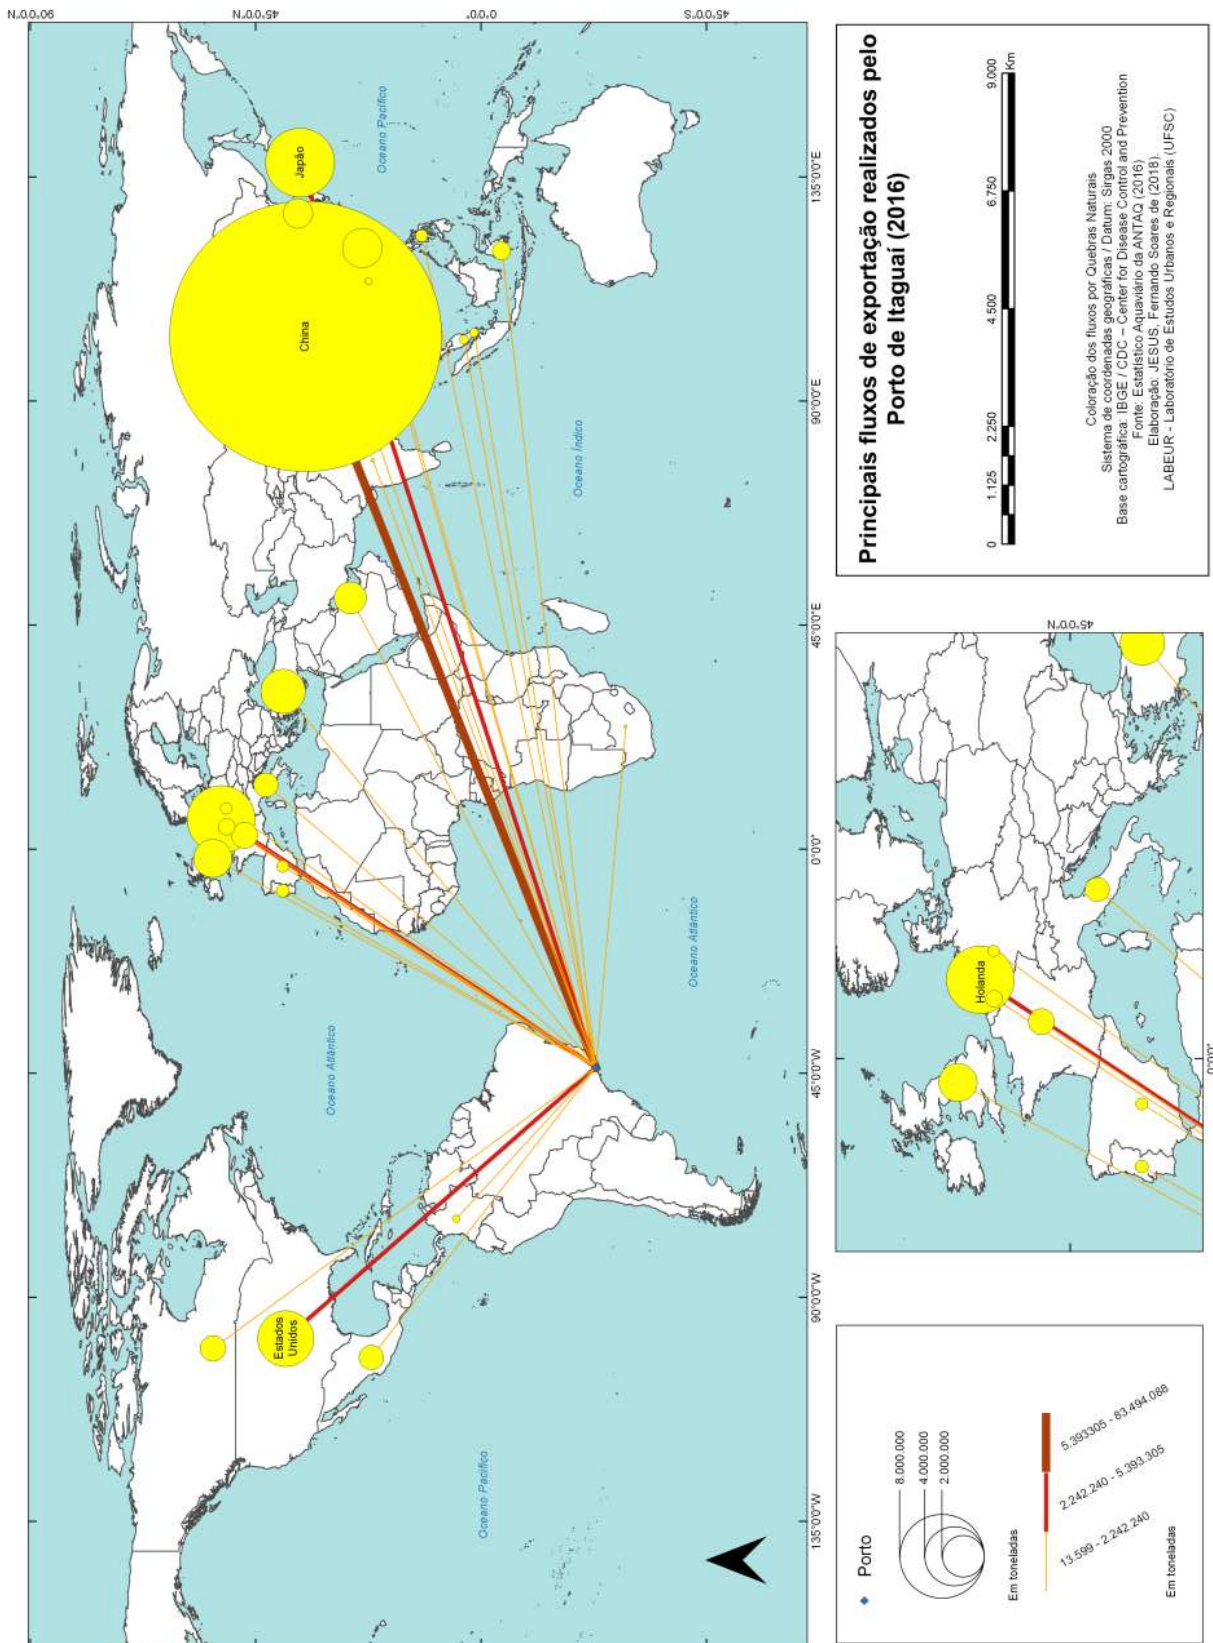 90°0'0"N
45°0'0"N
0°0'0"
45°0'0"S
135°0'0"W
90°0'0"W
45°0'0"W
0°0'0"
45°0'0"E
90°0'0"E
135°0'0"E
Oceano Pacífico
Oceano Atlântico
Oceano Atlântico
Oceano Índico
Oceano Pacífico
Estados
Unidos
China
Japão
Porto
8.000.000
4.000.000
2.000.000
Em toneladas
13.599 - 2.242.240
2.242.240 - 5.393.305
5.393305 - 83.494.088
Em toneladas
Holanda
45°0'N
0°0'0"
Principais fluxos de exportação realizados pelo
Porto de Itaguaí (2016)
0 1.125 2.250 4.500 6.750 9.000
Km
Coloração dos fluxos por Quebras Naturais
Sistema de coordenadas geográficas / Datum: Sirgas 2000
Base cartográfica: IBGE / CDC – Center for Disease Control and Prevention
Fonte: Estatístico Aquaviário da ANTAQ (2016)
Elaboração: JESUS, Fernando Soares de (2018).
LABEUR - Laboratório de Estudos Urbanos e Regionais (UFSC)